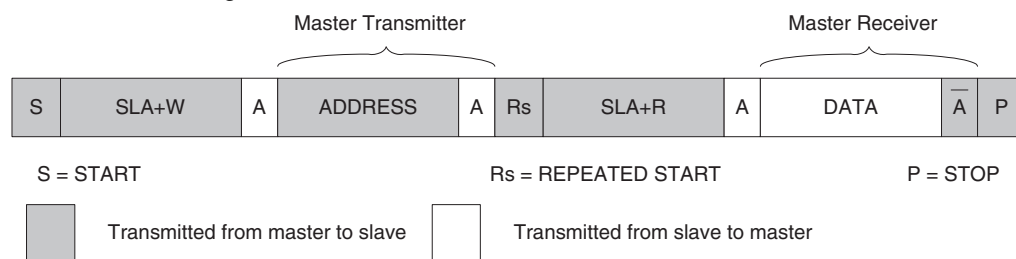 Master Transmitter Master Receiver
S SLA+W A ADDRESS A Rs SLA+R A DATA A̅ P
S = START Rs = REPEATED START P = STOP
Transmitted from master to slave Transmitted from slave to master